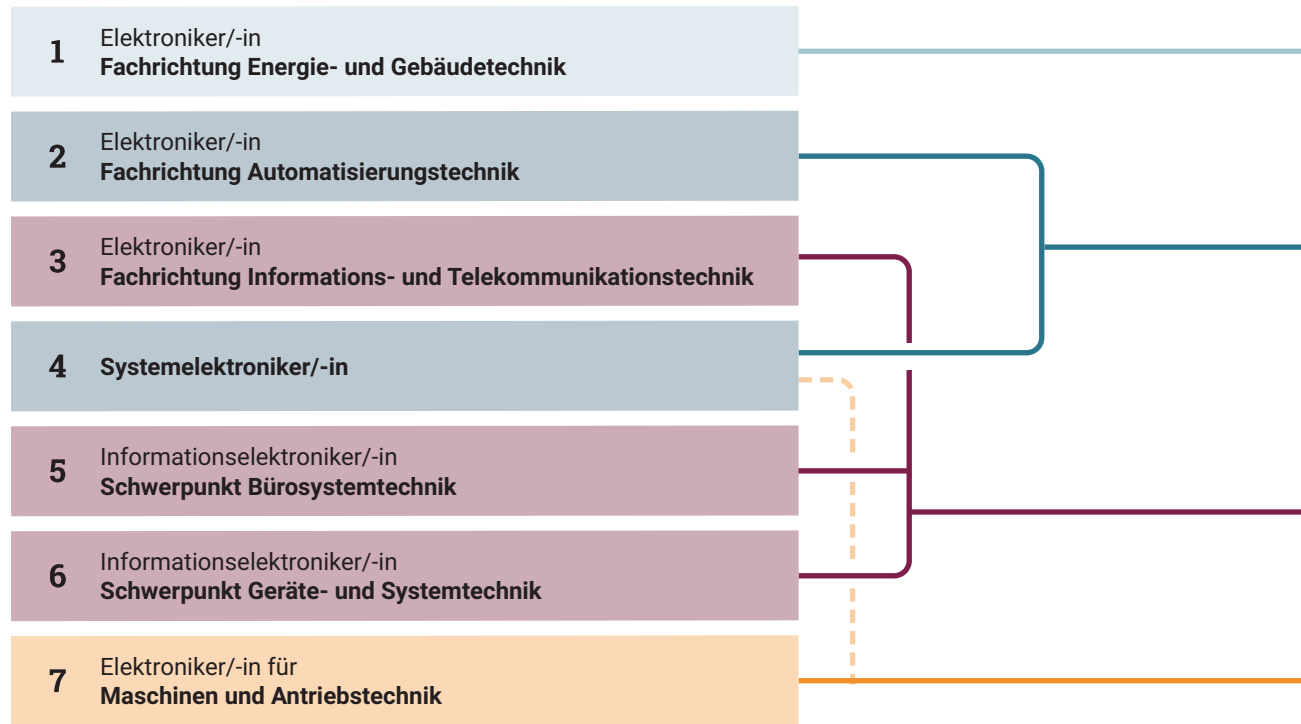 1
Elektroniker/-in
Fachrichtung Energie- und Gebäudetechnik
2
Elektroniker/-in
Fachrichtung Automatisierungstechnik
3
Elektroniker/-in
Fachrichtung Informations- und Telekommunikationstechnik
4
Systemelektroniker/-in
5
Informationselektroniker/-in
Schwerpunkt Bürosystemtechnik
6
Informationselektroniker/-in
Schwerpunkt Geräte- und Systemtechnik
7
Elektroniker/-in für
Maschinen und Antriebstechnik